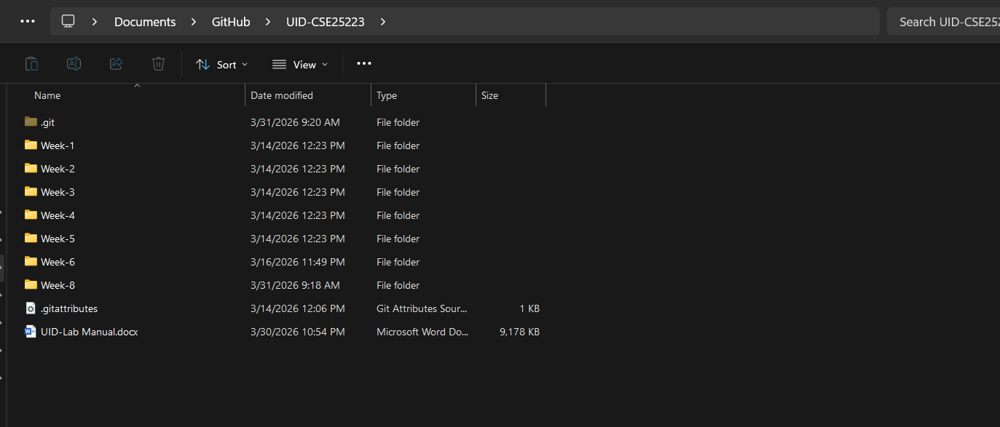 Documents > GitHub > UID-CSE25223 >
Search UID-CSE252
Sort View
Name Date modified Type Size
.git 3/31/2026 9:20 AM File folder
Week-1 3/14/2026 12:23 PM File folder
Week-2 3/14/2026 12:23 PM File folder
Week-3 3/14/2026 12:23 PM File folder
Week-4 3/14/2026 12:23 PM File folder
Week-5 3/14/2026 12:23 PM File folder
Week-6 3/16/2026 11:49 PM File folder
Week-8 3/31/2026 9:18 AM File folder
.gitattributes 3/14/2026 12:06 PM Git Attributes Sour... 1 KB
UID-Lab Manual.docx 3/30/2026 10:54 PM Microsoft Word Do... 9,178 KB